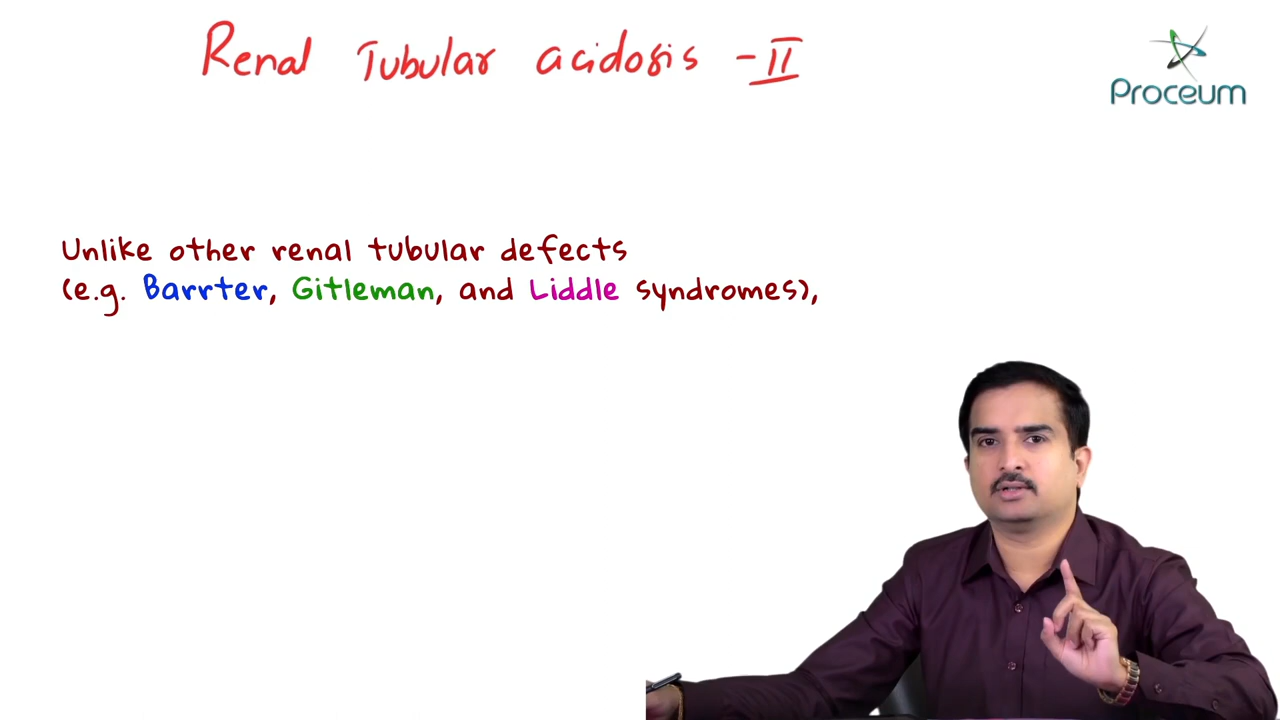 Renal Tubular acidosis - II
Proceum
Unlike other renal tubular defects
(e.g. Barrter, Gitleman, and Liddle syndromes),